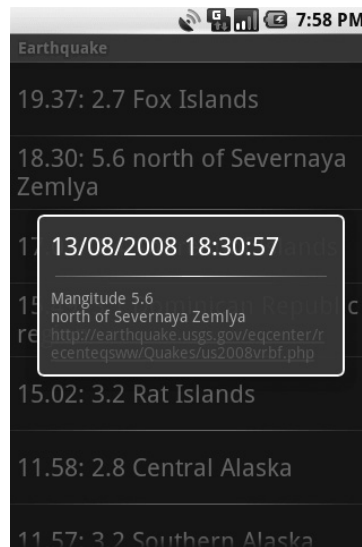 G
7:58 PM
Earthquake
19.37: 2.7 Fox Islands
18.30: 5.6 north of Severnaya
Zemlya
13/08/2008 18:30:57
Mangitude 5.6
north of Severnaya Zemlya
http://earthquake.usgs.gov/eqcenter/r
ecenteqsww/Quakes/us2008vrbf.php
15.02: 3.2 Rat Islands
11.58: 2.8 Central Alaska
11.57: 3.2 Southern Alaska